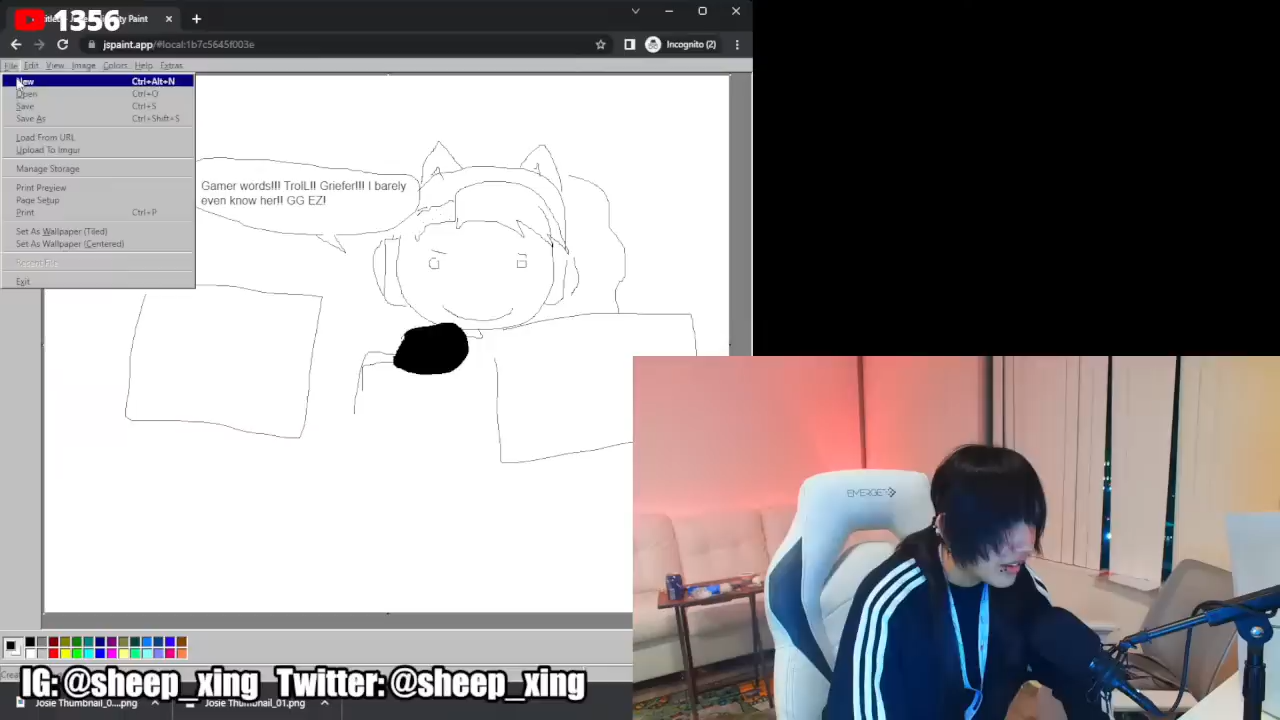 1356
Paint
jspaint.app/#local:1b7c5645f003e
Incognito (2)
File Edit View Image Colors Help Extras
New Ctrl+Alt+N
Open Ctrl+O
Save Ctrl+S
Save As Ctrl+Shift+S
Load From URL
Upload To Imgur
Manage Storage
Print Preview
Page Setup
Print Ctrl+P
Set As Wallpaper (Tiled)
Set As Wallpaper (Centered)
Recent File
Exit
Gamer words!!! TrolL!! Griefer!!! I barely
even know her!! GG EZ!
IG: @sheep_xing Twitter: @sheep_xing
Josie Thumbnail_0....png
Josie Thumbnail_01.png